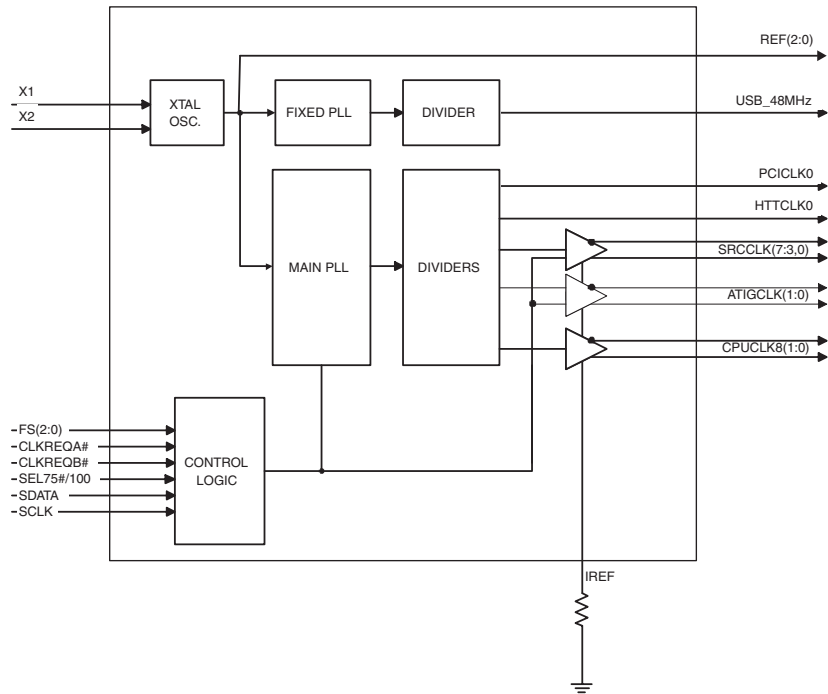 REF(2:0)
X1
XTAL
OSC.
FIXED PLL
DIVIDER
USB_48MHz
X2
PCICLK0
HTTCLK0
MAIN PLL
DIVIDERS
SRCCLK(7:3,0)
ATIGCLK(1:0)
CPUCLK8(1:0)
FS(2:0)
CLKREQA#
CLKREQB#
SEL75#/100
SDATA
SCLK
CONTROL
LOGIC
IREF